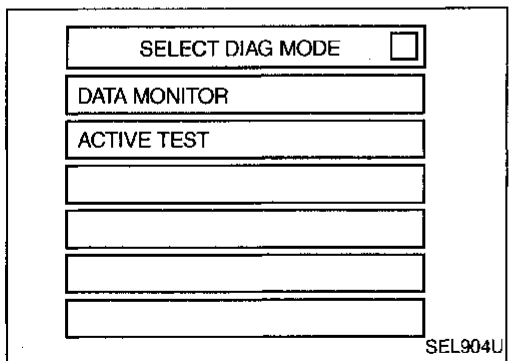 SELECT DIAG MODE
DATA MONITOR
ACTIVE TEST
SEL904U